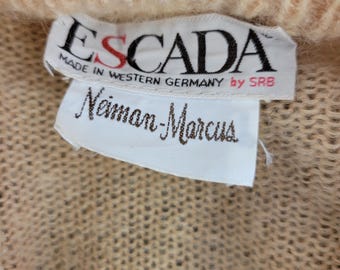 ESCADA
MADE IN WESTERN GERMANY by SRB
Neiman-Marcus